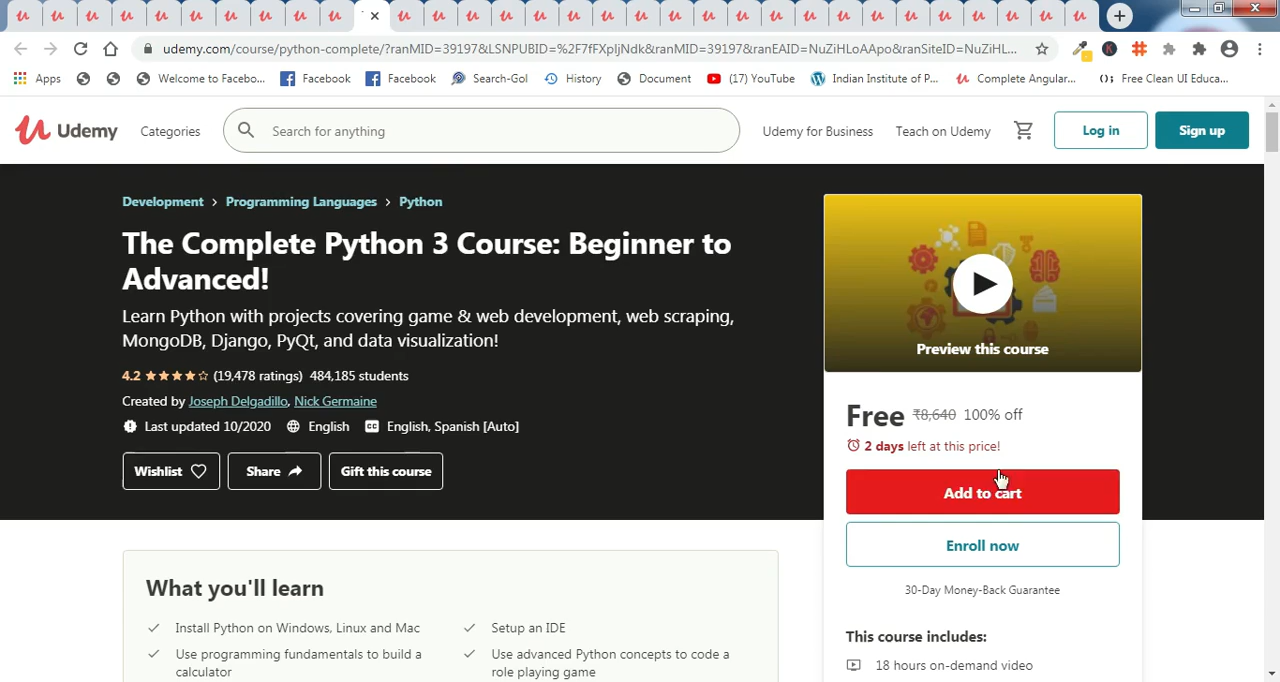 udemy.com/course/python-complete/?ranMID=39197&LSNPUBID=%2F7fFXpljNdk&ranMID=39197ranEAID=NuZiHLoAApo&ranSiteID=NuZiHL...
Apps Welcome to Facebo... Facebook Facebook Search-Gol History Document (17) YouTube Indian Institute of P... Complete Angular... Free Clean UI Educa...
Udemy Categories Search for anything Udemy for Business Teach on Udemy Log in Sign up
Development > Programming Languages > Python
The Complete Python 3 Course: Beginner to
Advanced!
Learn Python with projects covering game & web development, web scraping,
MongoDB, Django, PyQt, and data visualization!
4.2 (19,478 ratings) 484,185 students
Created by Joseph Delgadillo, Nick Germaine
Last updated 10/2020 English English, Spanish [Auto]
Wishlist Share Gift this course
Preview this course
Free ₹8,640 100% off
2 days left at this price!
Add to cart
Enroll now
30-Day Money-Back Guarantee
This course includes:
18 hours on-demand video
What you'll learn
Install Python on Windows, Linux and Mac
Use programming fundamentals to build a
calculator
Setup an IDE
Use advanced Python concepts to code a
role playing game